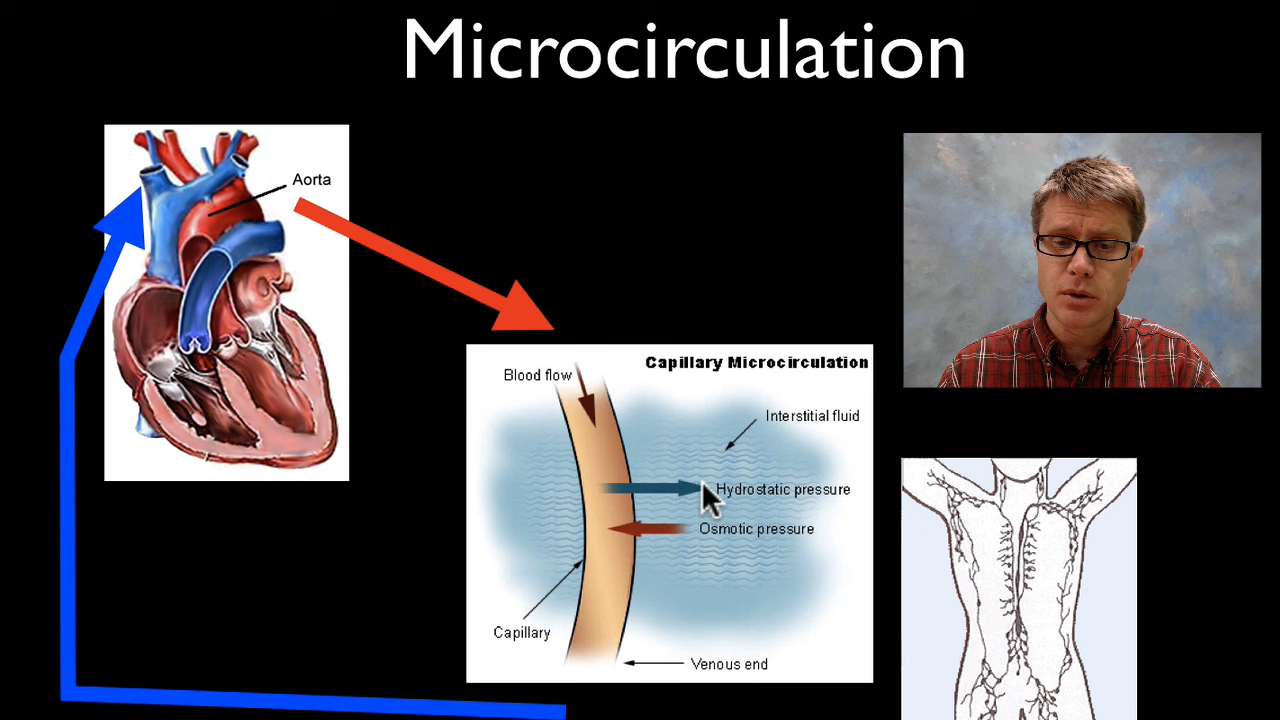 Microcirculation
Aorta
Capillary Microcirculation
Blood flow
Interstitial fluid
Hydrostatic pressure
Osmotic pressure
Capillary
Venous end